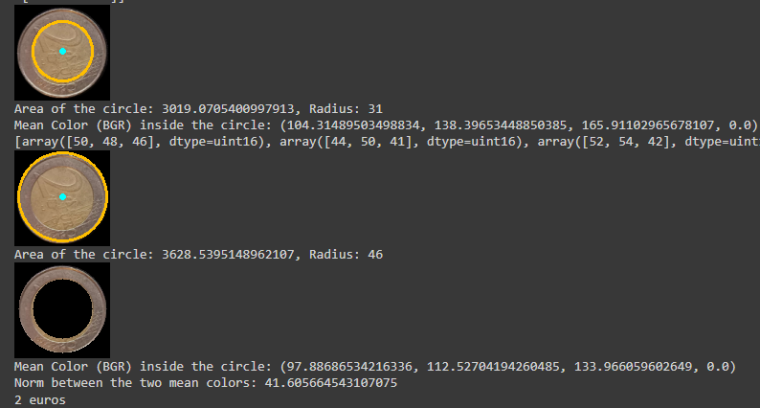 Area of the circle: 3019.0705400997913, Radius: 31
Mean Color (BGR) inside the circle: (104.31489503498834, 138.39653448850385, 165.91102965678107, 0.0)
[array([50, 48, 46], dtype=uint16), array([44, 50, 41], dtype=uint16), array([52, 54, 42], dtype=uint
Area of the circle: 3628.5395148962107, Radius: 46
Mean Color (BGR) inside the circle: (97.88686534216336, 112.52704194260485, 133.966059602649, 0.0)
Norm between the two mean colors: 41.605664543107075
2 euros